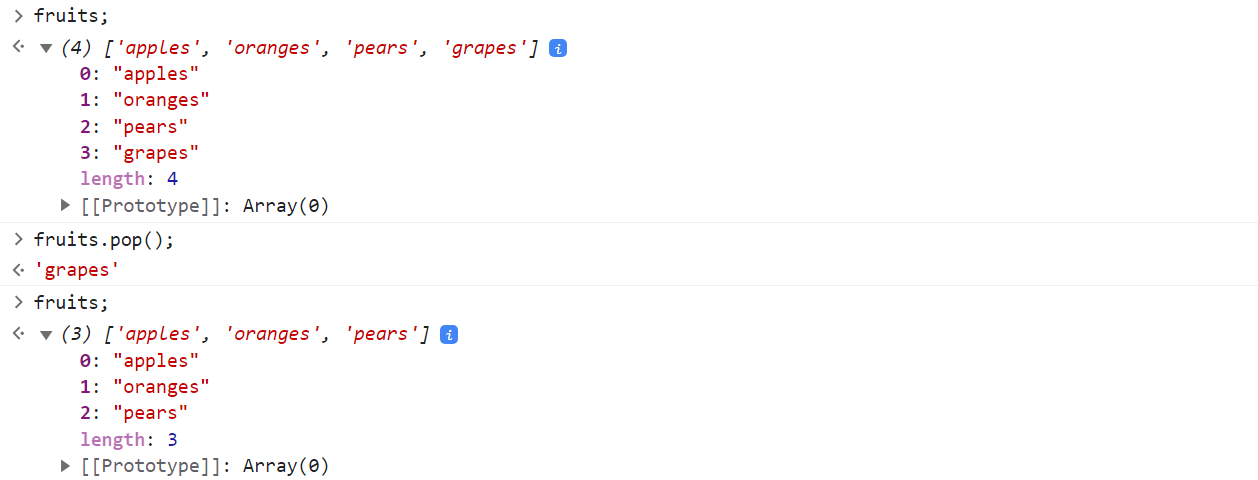 > fruits;
<· ▼ (4) ['apples', 'oranges', 'pears', 'grapes'] i
0: "apples"
1: "oranges"
2: "pears"
3: "grapes"
length: 4
▶ [[Prototype]]: Array(0)
> fruits.pop();
<· 'grapes'
> fruits;
<· ▼ (3) ['apples', 'oranges', 'pears'] i
0: "apples"
1: "oranges"
2: "pears"
length: 3
▶ [[Prototype]]: Array(0)